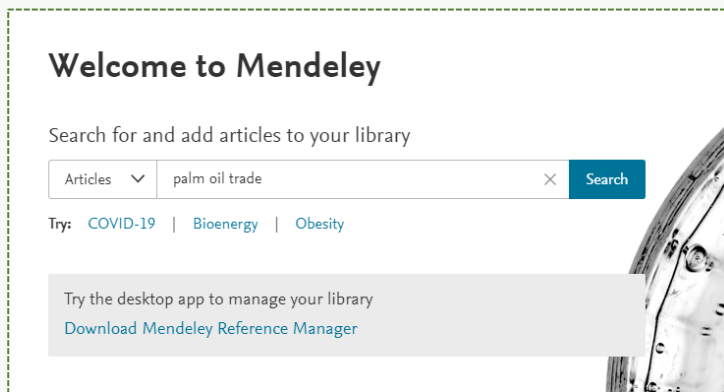 Welcome to Mendeley
Search for and add articles to your library
Articles palm oil trade Search
Try: COVID-19 | Bioenergy | Obesity
Try the desktop app to manage your library
Download Mendeley Reference Manager